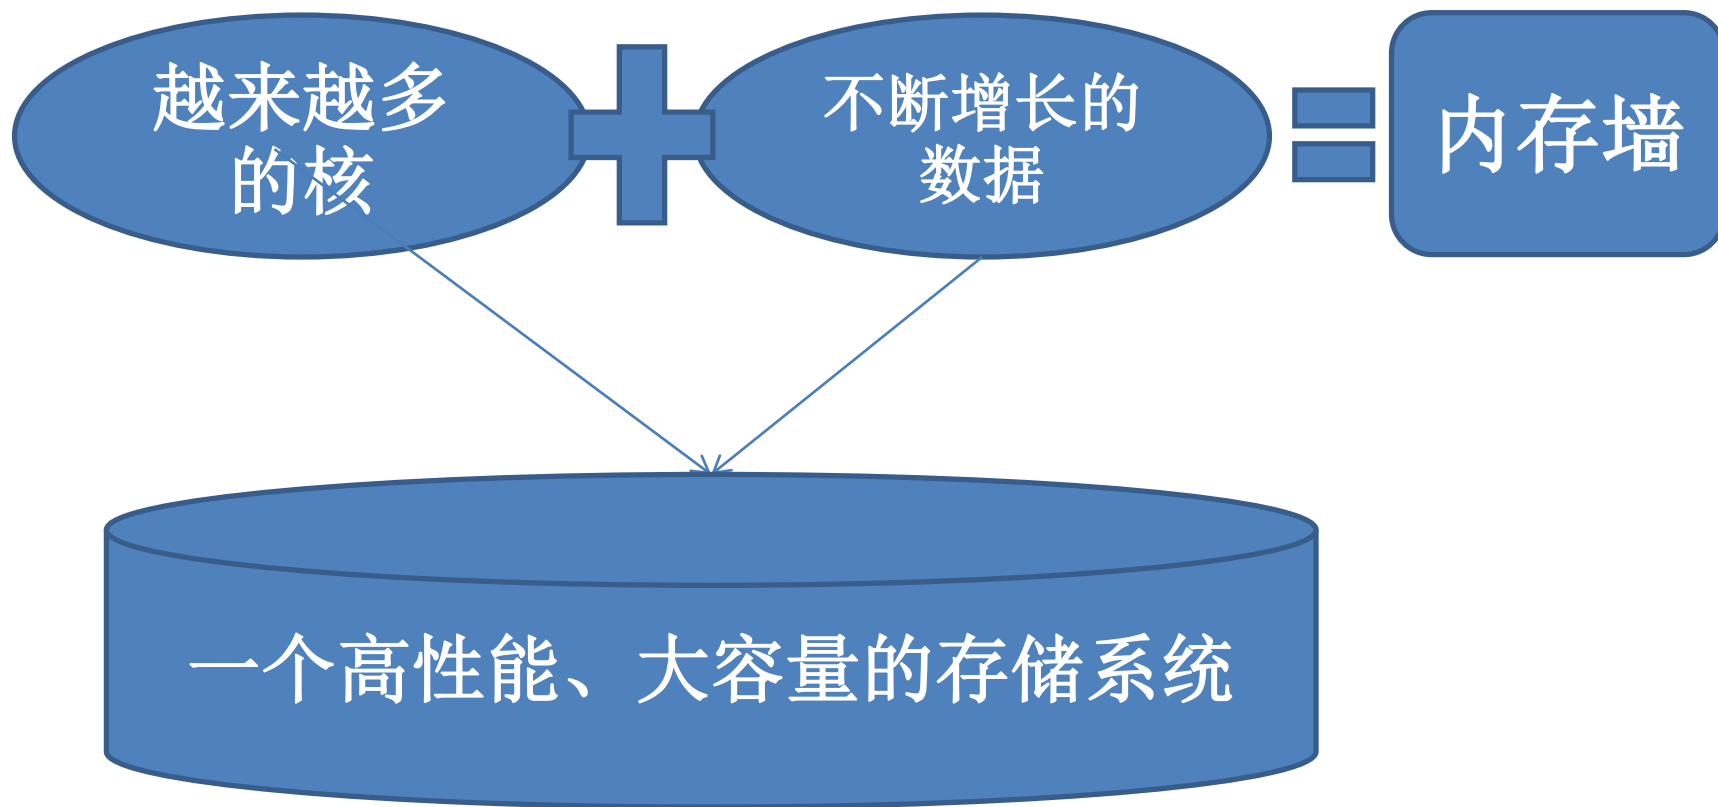 越来越多
的核
不断增长的
数据
内存墙
一个高性能、大容量的存储系统